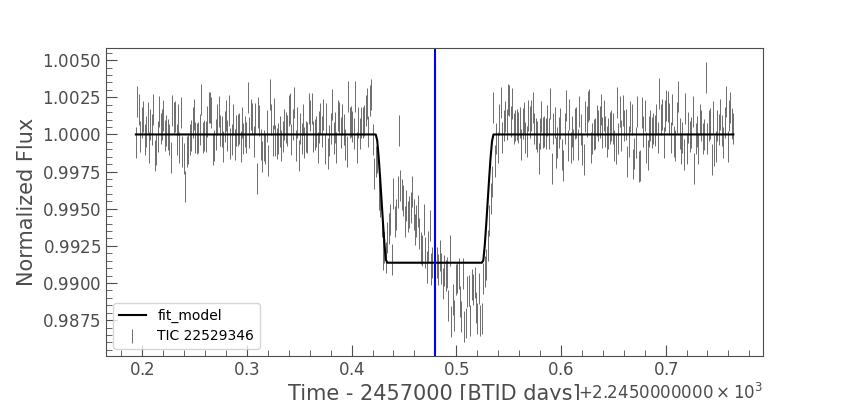 1.0050
1.0025
1.0000
0.9975
0.9950
0.9925
0.9900
0.9875
Normalized Flux
fit_model
TIC 22529346
0.2 0.3 0.4 0.5 0.6 0.7
Time - 2457000 [BTJD days]
+2.2450000000 × 10³